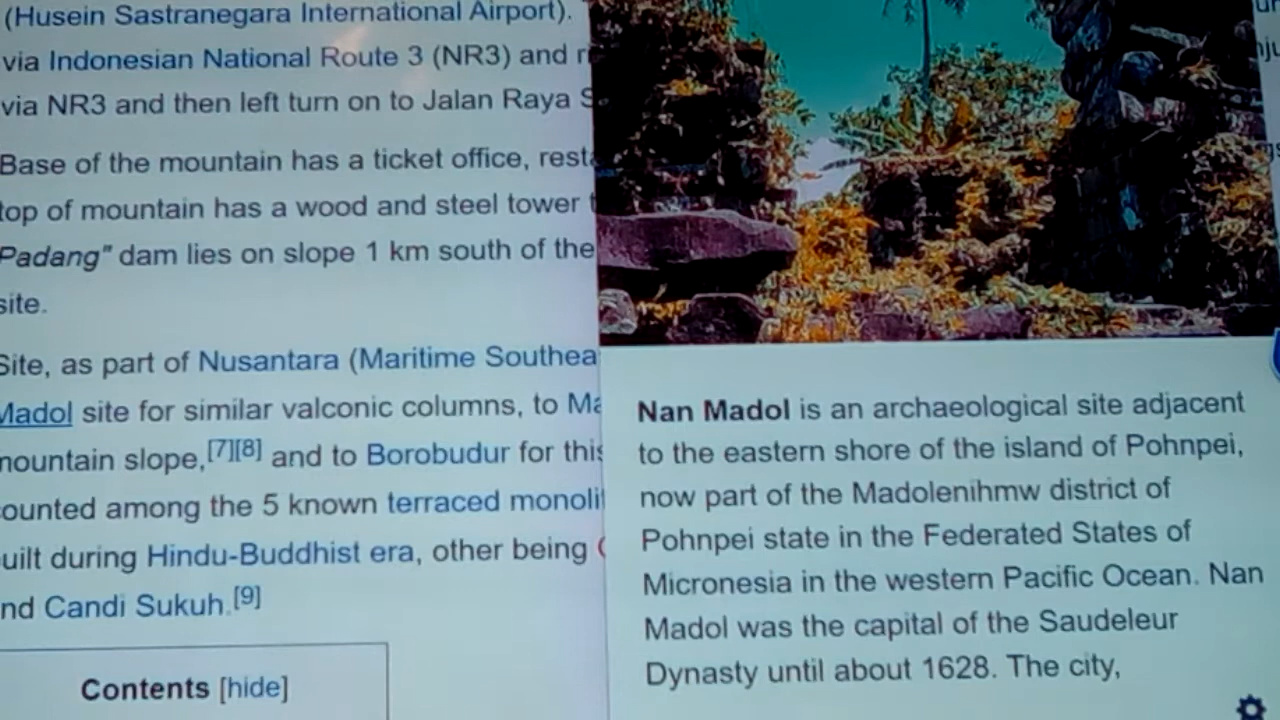 (Husein Sastranegara International Airport).
via Indonesian National Route 3 (NR3) and
via NR3 and then left turn on to Jalan Raya
Base of the mountain has a ticket office,
top of mountain has a wood and steel tower
Padang" dam lies on slope 1 km south of the
site.
Site, as part of Nusantara (Maritime
Madol site for similar valconic columns, to
mountain slope,[7][8] and to Borobudur for
counted among the 5 known terraced
built during Hindu-Buddhist era, other being
and Candi Sukuh.[9]
Contents [hide]
Nan Madol is an archaeological site adjacent
to the eastern shore of the island of Pohnpei,
now part of the Madolenihmw district of
Pohnpei state in the Federated States of
Micronesia in the western Pacific Ocean. Nan
Madol was the capital of the Saudeleur
Dynasty until about 1628. The city,